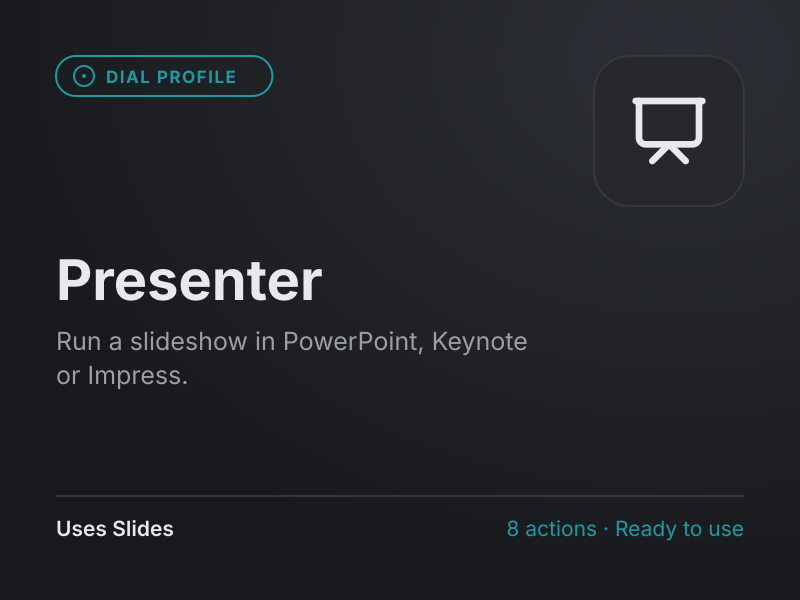 DIAL PROFILE
Presenter
Run a slideshow in PowerPoint, Keynote
or Impress.
Uses Slides
8 actions · Ready to use